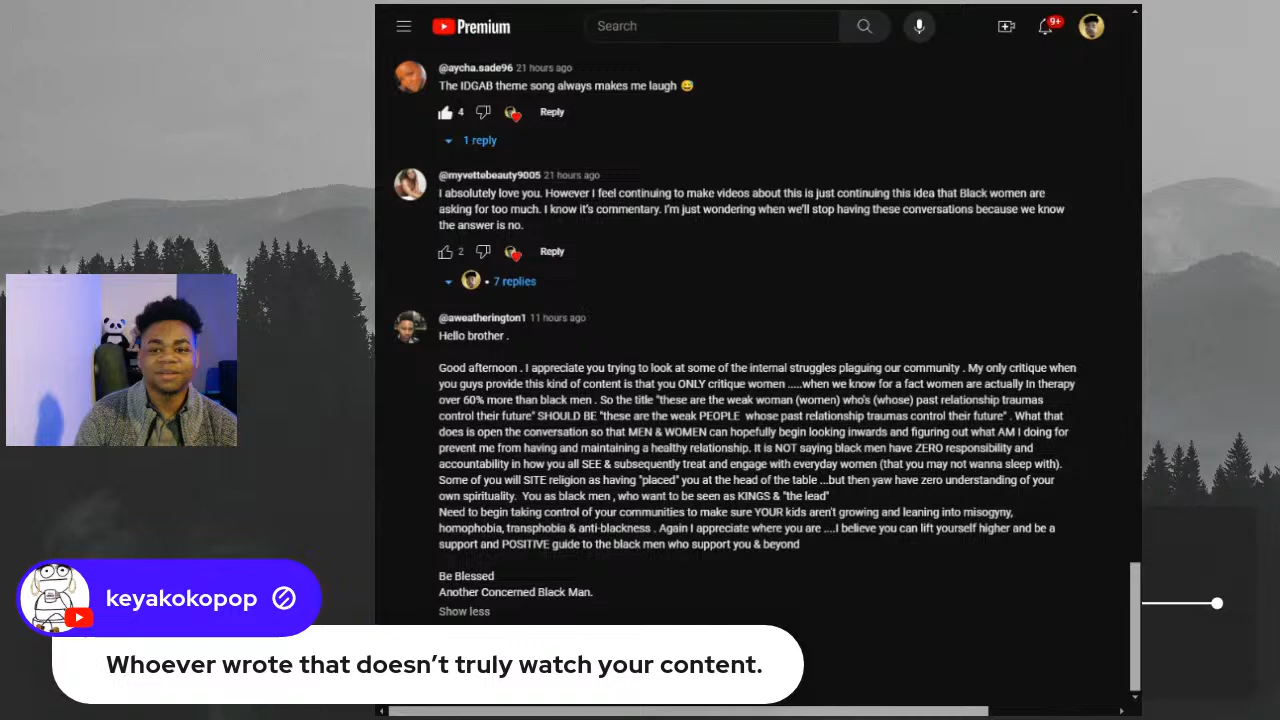 Premium
Search
9+
@aycha.sade96 21 hours ago
The IDGAB theme song always makes me laugh 😅
4 Reply
1 reply
@myvettebeauty9005 21 hours ago
I absolutely love you. However I feel continuing to make videos about this is just continuing this idea that Black women are
asking for too much. I know it's commentary. I'm just wondering when we'll stop having these conversations because we know
the answer is no.
2 Reply
• 7 replies
@aweatherington1 11 hours ago
Hello brother .
Good afternoon . I appreciate you trying to look at some of the internal struggles plaguing our community . My only critique when
you guys provide this kind of content is that you ONLY critique women .....when we know for a fact women are actually In therapy
over 60% more than black men . So the title "these are the weak woman (women) who's (whose) past relationship traumas
control their future" SHOULD BE "these are the weak PEOPLE whose past relationship traumas control their future" . What that
does is open the conversation so that MEN & WOMEN can hopefully begin looking inwards and figuring out what AM I doing for
prevent me from having and maintaining a healthy relationship. It is NOT saying black men have ZERO responsibility and
accountability in how you all SEE & subsequently treat and engage with everyday women (that you may not wanna sleep with).
Some of you will SITE religion as having "placed" you at the head of the table ...but then yaw have zero understanding of your
own spirituality. You as black men , who want to be seen as KINGS & "the lead"
Need to begin taking control of your communities to make sure YOUR kids aren't growing and leaning into misogyny,
homophobia, transphobia & anti-blackness . Again I appreciate where you are ....I believe you can lift yourself higher and be a
support and POSITIVE guide to the black men who support you & beyond
Be Blessed
Another Concerned Black Man.
Show less
keyakokopop
Whoever wrote that doesn't truly watch your content.